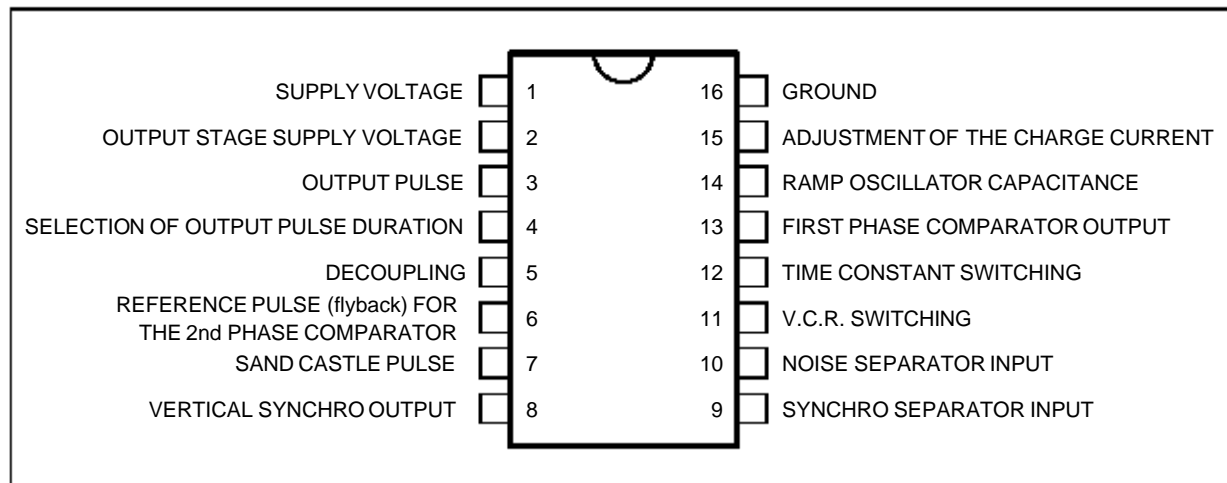 SUPPLY VOLTAGE 1 16 GROUND
OUTPUT STAGE SUPPLY VOLTAGE 2 15 ADJUSTMENT OF THE CHARGE CURRENT
OUTPUT PULSE 3 14 RAMP OSCILLATOR CAPACITANCE
SELECTION OF OUTPUT PULSE DURATION 4 13 FIRST PHASE COMPARATOR OUTPUT
DECOUPLING 5 12 TIME CONSTANT SWITCHING
REFERENCE PULSE (flyback) FOR
THE 2nd PHASE COMPARATOR 6 11 V.C.R. SWITCHING
SAND CASTLE PULSE 7 10 NOISE SEPARATOR INPUT
VERTICAL SYNCHRO OUTPUT 8 9 SYNCHRO SEPARATOR INPUT